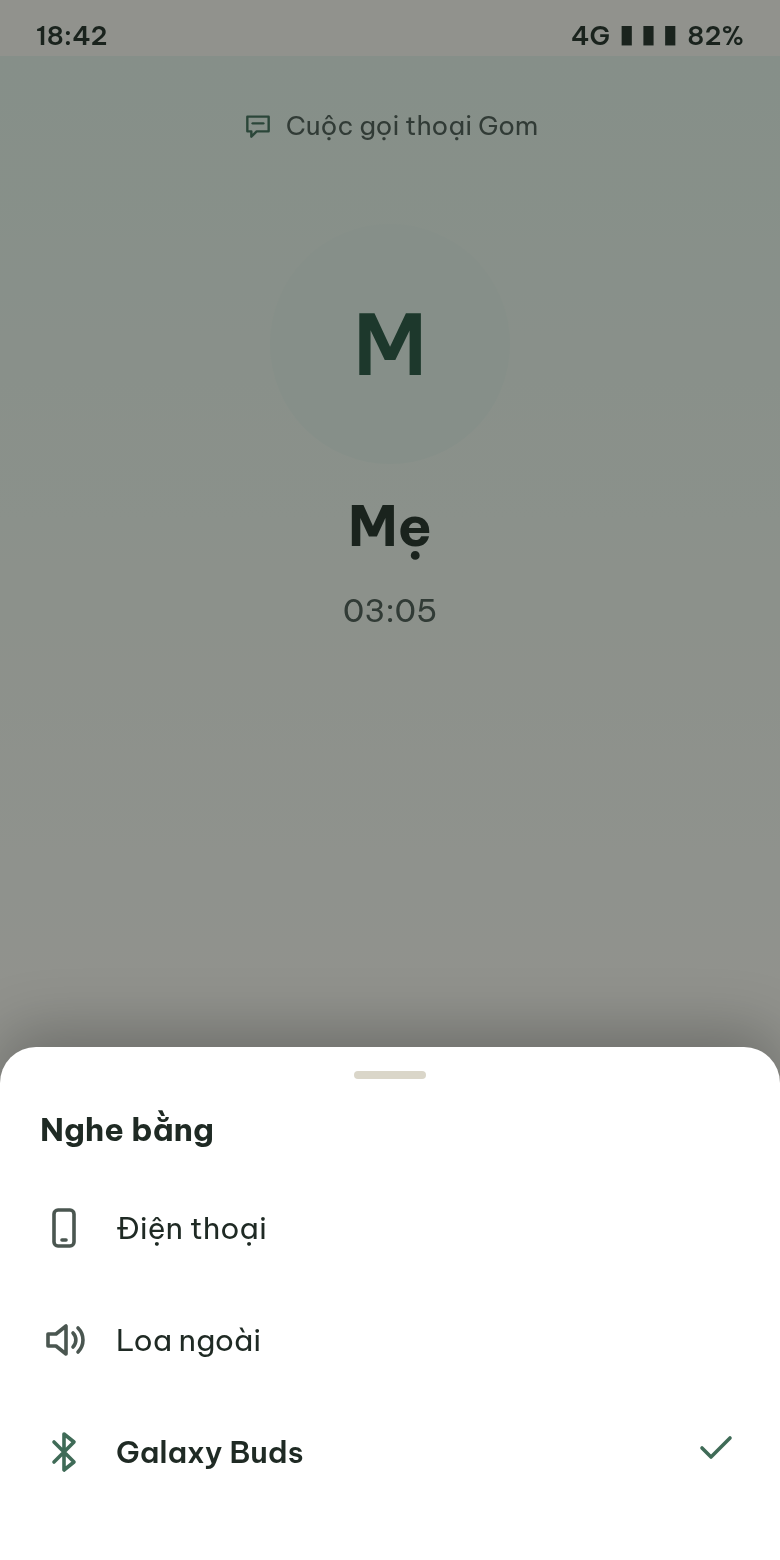 18:42
4G 82%
Cuộc gọi thoại Gom
M
Mẹ
03:05
Nghe bằng
Điện thoại
Loa ngoài
Galaxy Buds